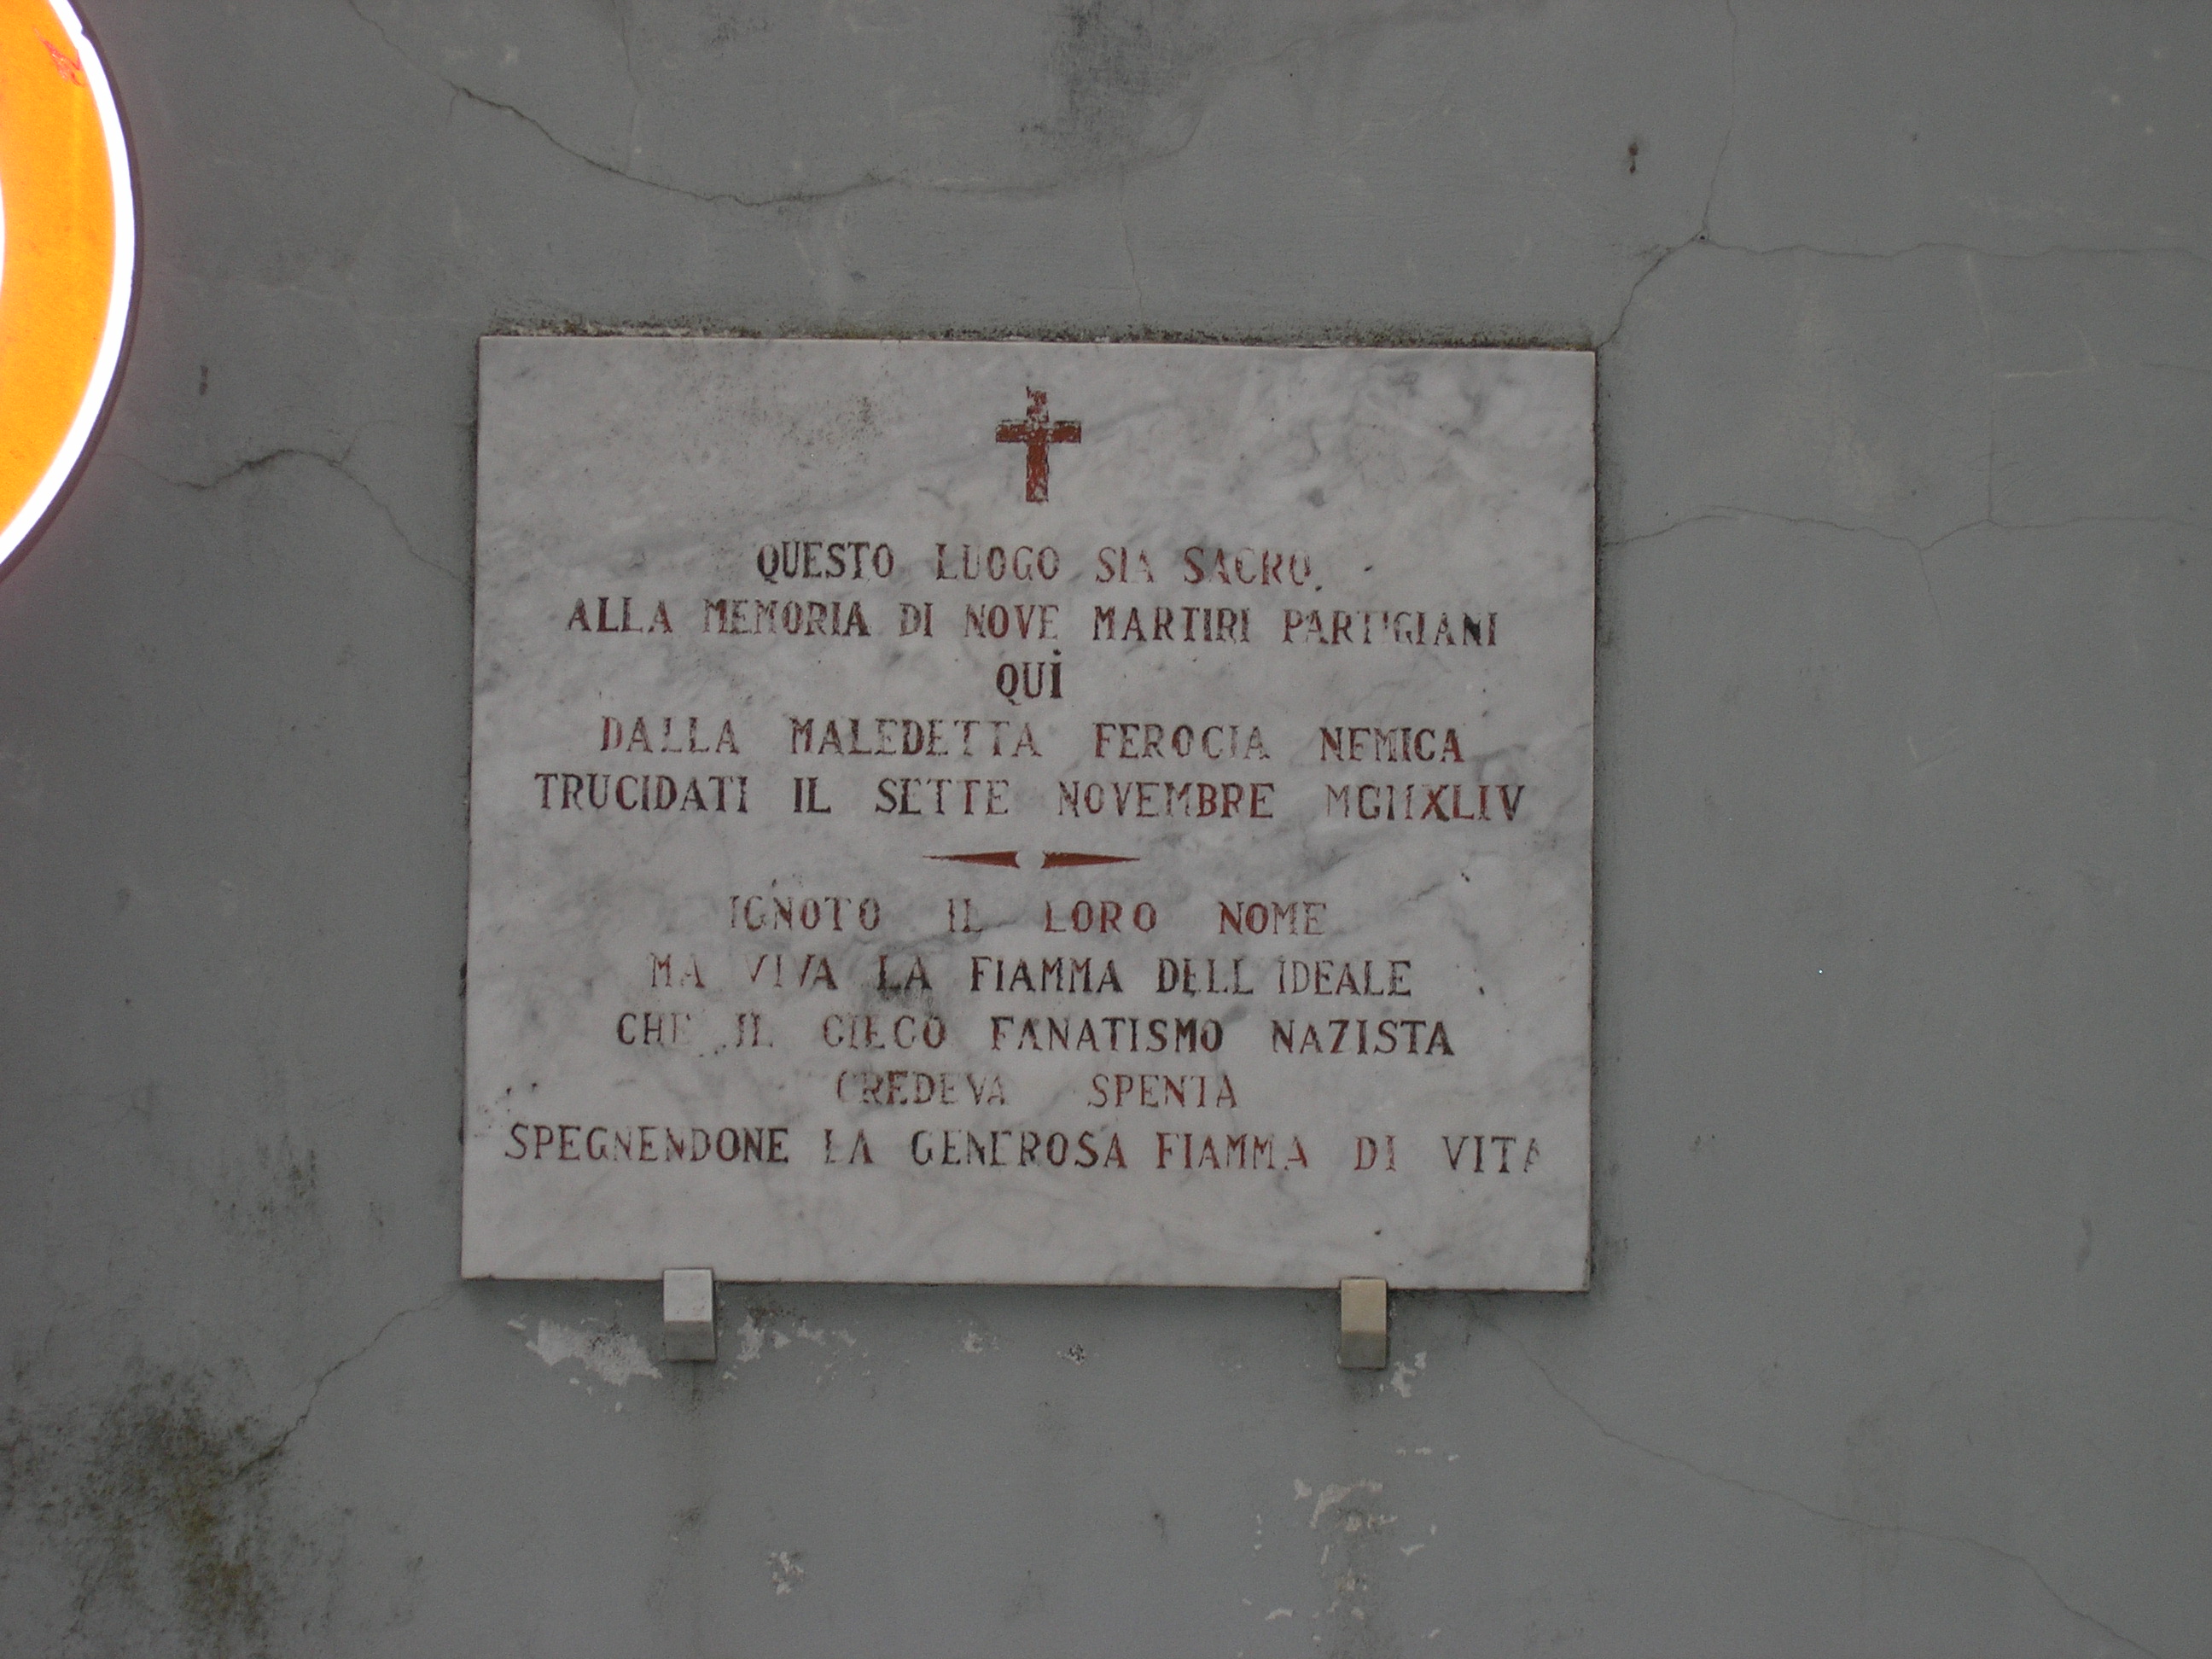 QUESTO LUOGO SIA SACRO
ALLA MEMORIA DI NOVE MARTIRI PARTIGIANI
QUI
DALLA MALEDETTA FEROCIA NEMICA
TRUCIDATI IL SETTE NOVEMBRE MCMXLIV
IGNOTO IL LORO NOME
MA VIVA LA FIAMMA DELL IDEALE
CHE IL CIECO FANATISMO NAZISTA
CREDEVA SPENTA
SPEGNENDONE LA GENEROSA FIAMMA DI VITA